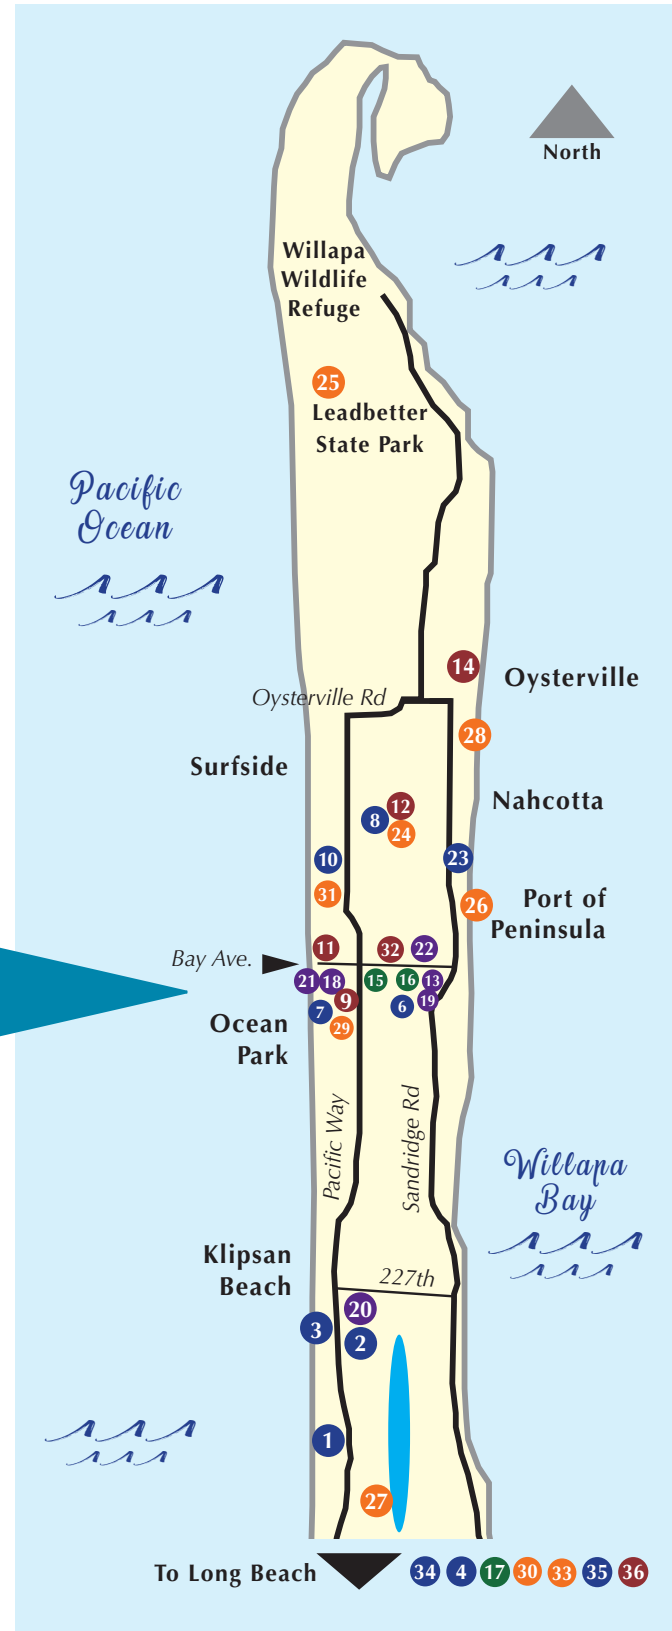 North
Willapa
Wildlife
Refuge
25
Leadbetter
State Park
Pacific
Ocean
14
Oysterville
Oysterville Rd
28
Surfside
Nahcotta
12
8
24
10
23
31
26
Port of
Peninsula
11
32
22
Bay Ave.
21
18
15
16
13
9
19
7
6
29
Ocean
Park
Pacific Way
Sandridge Rd
Willapa
Bay
Klipsan
Beach
227th
20
3
2
1
27
To Long Beach
34 4 17 30 33 35 36